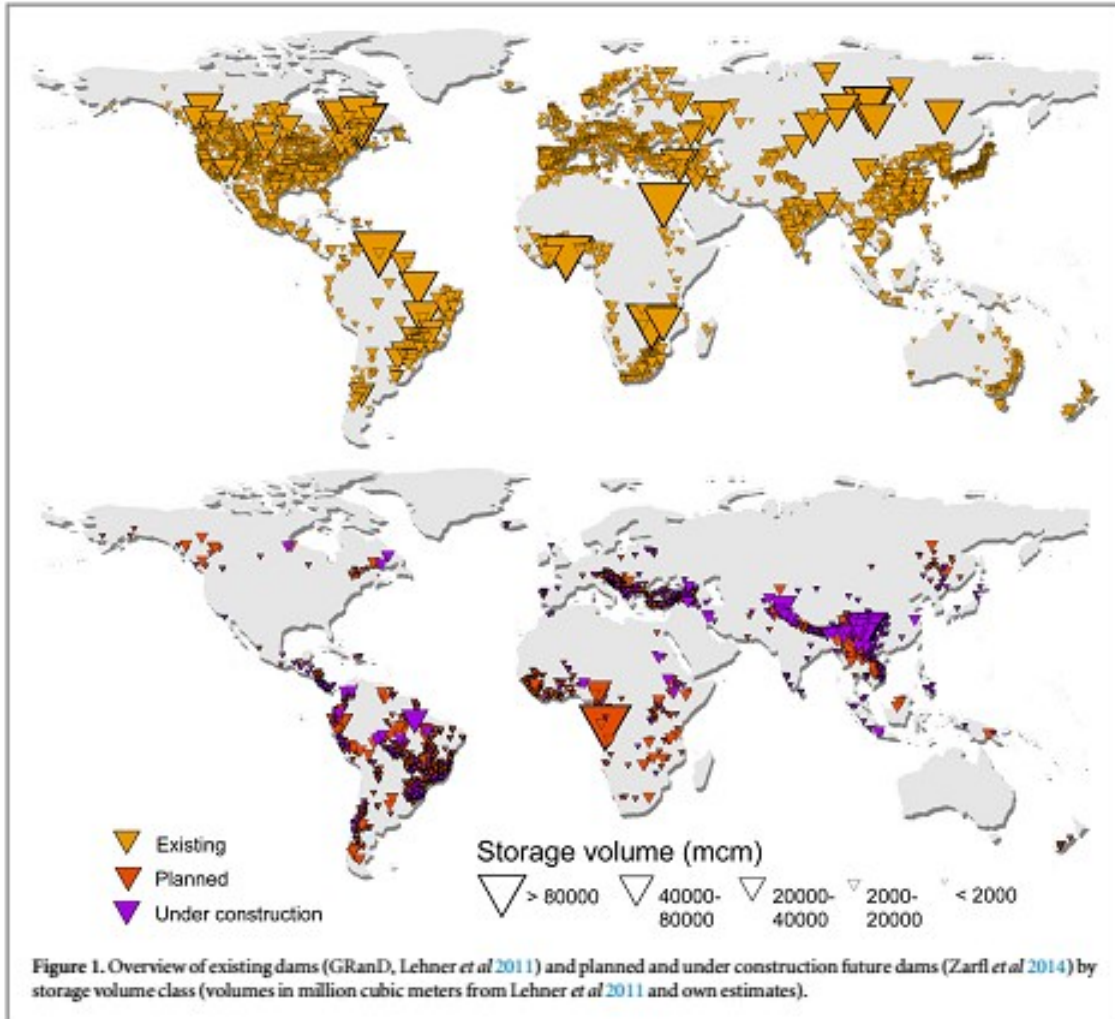 Existing
Planned
Under construction
Storage volume (mcm)
> 80000
40000-
80000
20000-
40000
2000-
20000
< 2000
Figure 1. Overview of existing dams (GRanD, Lehner et al 2011) and planned and under construction future dams (Zarfl et al 2014) by
storage volume class (volumes in million cubic meters from Lehner et al 2011 and own estimates).